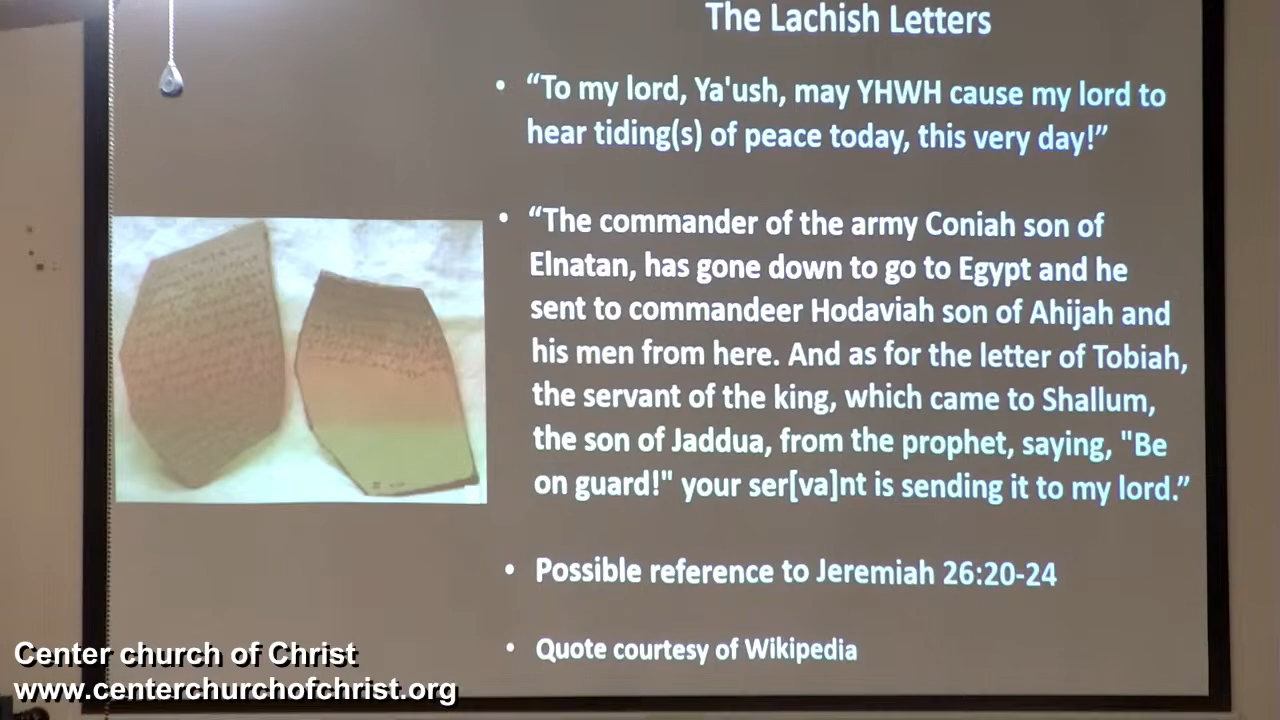 The Lachish Letters
• “To my lord, Ya'ush, may YHWH cause my lord to
hear tiding(s) of peace today, this very day!”
• “The commander of the army Coniah son of
Elnatan, has gone down to go to Egypt and he
sent to commandeer Hodaviah son of Ahijah and
his men from here. And as for the letter of Tobiah,
the servant of the king, which came to Shallum,
the son of Jaddua, from the prophet, saying, "Be
on guard!" your ser[va]nt is sending it to my lord.”
• Possible reference to Jeremiah 26:20-24
• Quote courtesy of Wikipedia
Center church of Christ
www.centerchurchofchrist.org